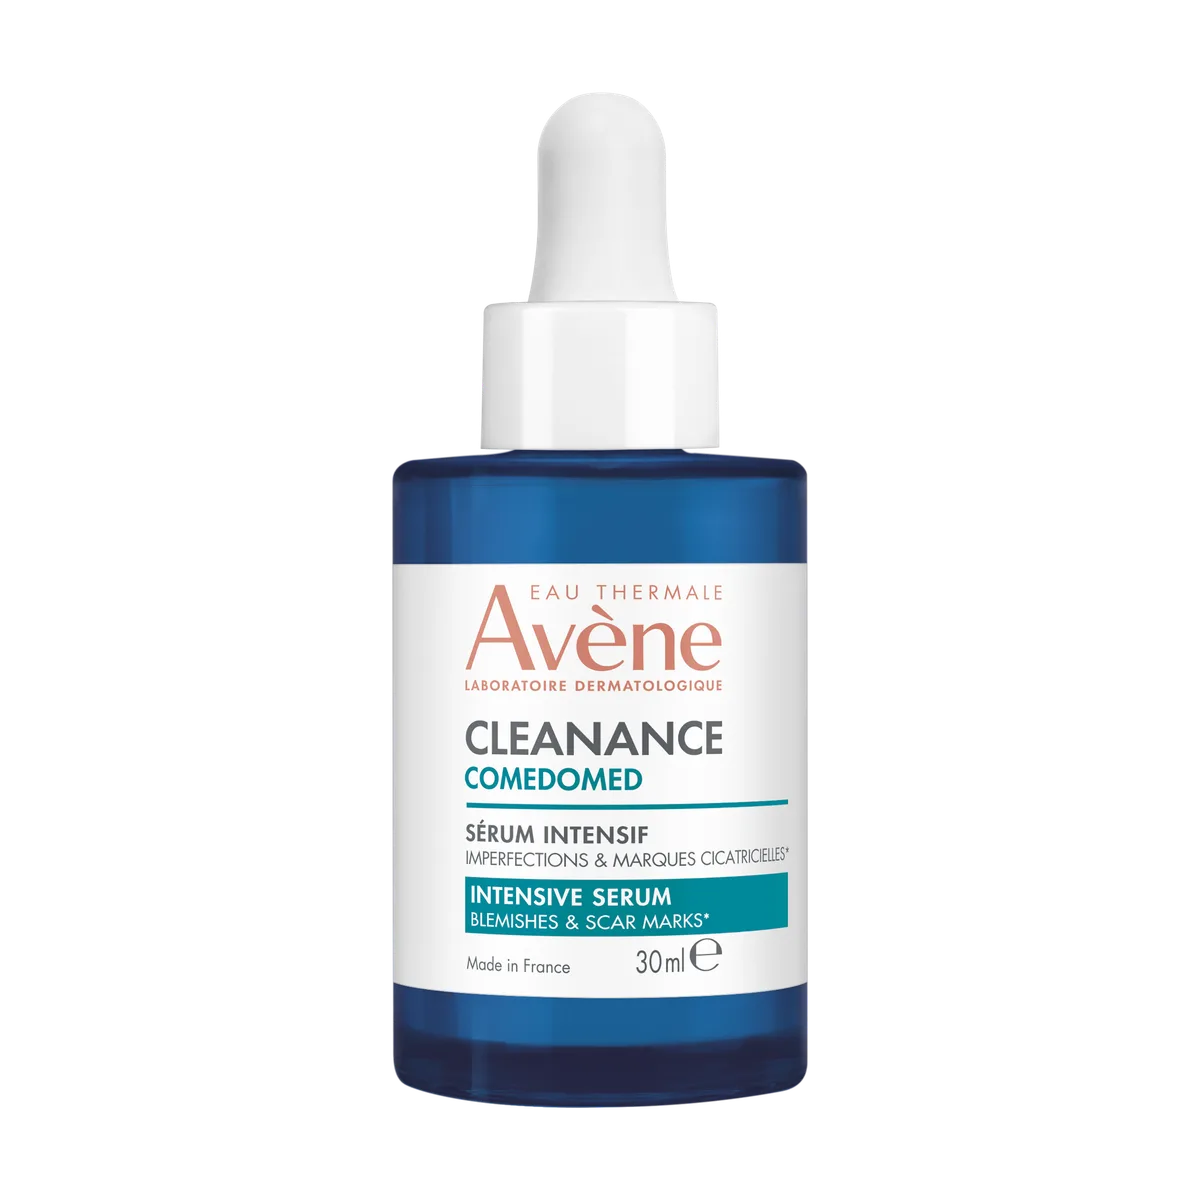 EAU THERMALE
Avène
LABORATOIRE DERMATOLOGIQUE
CLEANANCE
COMEDOMED
SÉRUM INTENSIF
IMPERFECTIONS & MARQUES CICATRICIELLES*
INTENSIVE SERUM
BLEMISHES & SCAR MARKS*
Made in France 30ml ℮